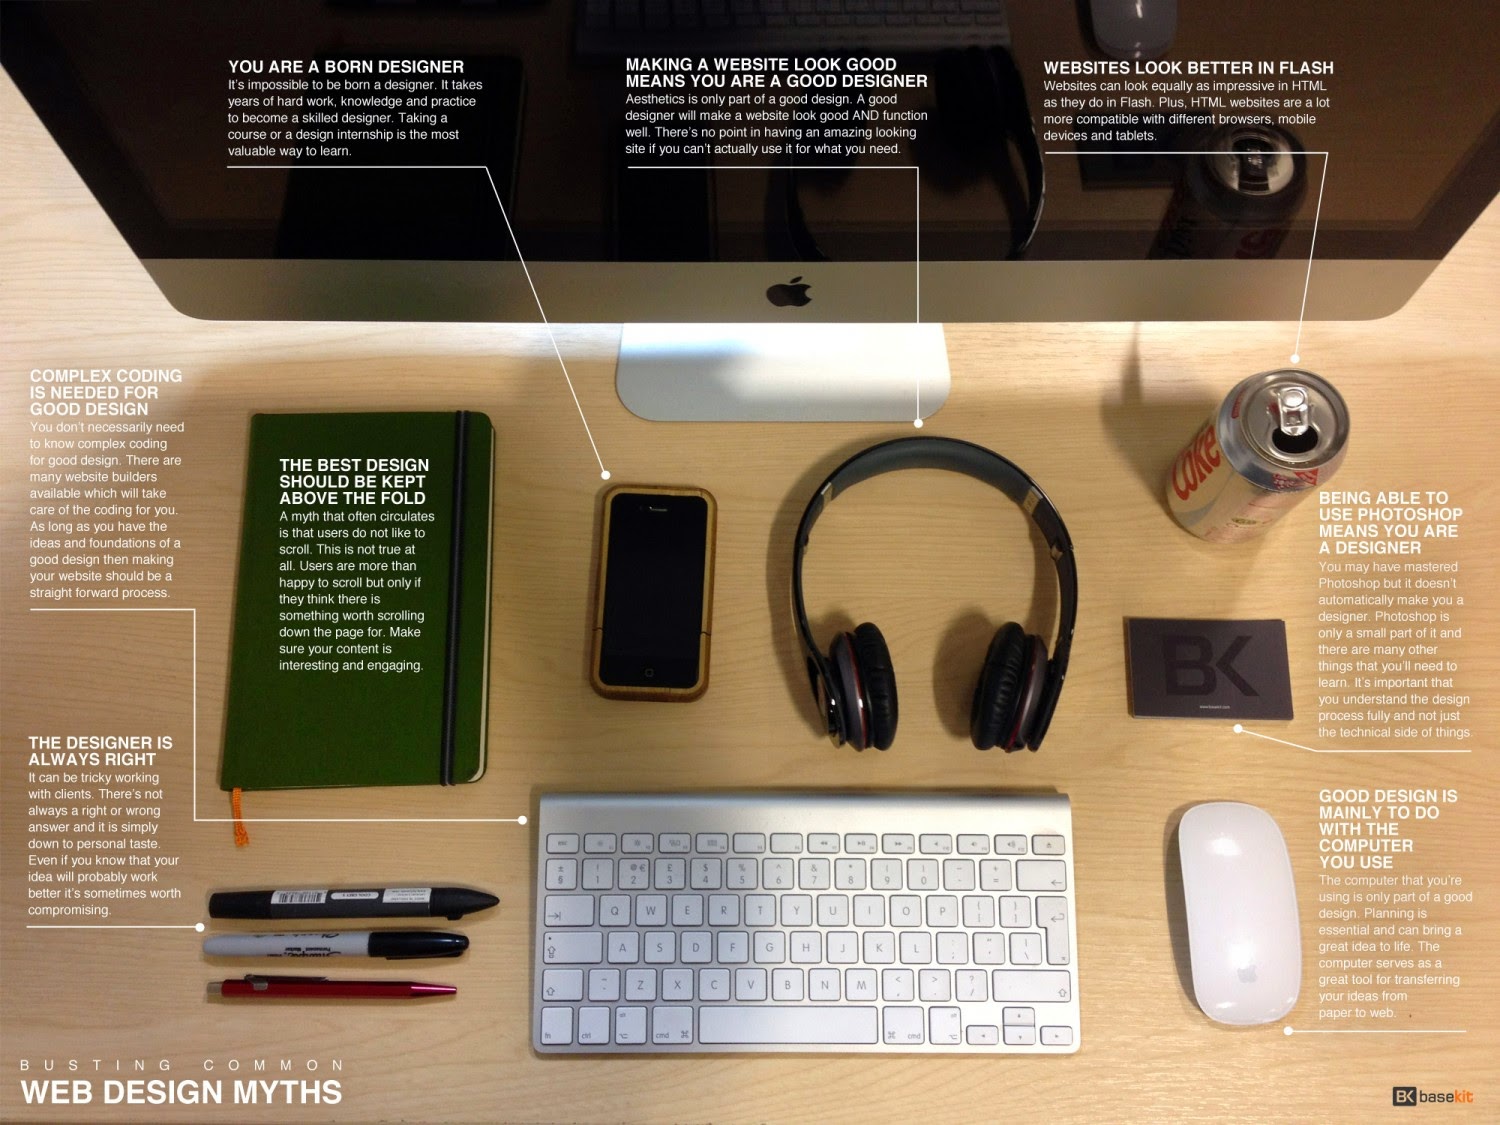 YOU ARE A BORN DESIGNER
It's impossible to be born a designer. It takes
years of hard work, knowledge and practice
to become a skilled designer. Taking a
course or a design internship is the most
valuable way to learn.
MAKING A WEBSITE LOOK GOOD
MEANS YOU ARE A GOOD DESIGNER
Aesthetics is only part of a good design. A good
designer will make a website look good AND function
well. There's no point in having an amazing looking
site if you can't actually use it for what you need.
WEBSITES LOOK BETTER IN FLASH
Websites can look equally as impressive in HTML
as they do in Flash. Plus, HTML websites are a lot
more compatible with different browsers, mobile
devices and tablets.
COMPLEX CODING
IS NEEDED FOR
GOOD DESIGN
You don't necessarily need
to know complex coding
for good design. There are
many website builders
available which will take
care of the coding for you.
As long as you have the
ideas and foundations of a
good design then making
your website should be a
straight forward process.
THE BEST DESIGN
SHOULD BE KEPT
ABOVE THE FOLD
A myth that often circulates
is that users do not like to
scroll. This is not true at
all. Users are more than
happy to scroll but only if
they think there is
something worth scrolling
down the page for. Make
sure your content is
interesting and engaging.
Coke
BEING ABLE TO
USE PHOTOSHOP
MEANS YOU ARE
A DESIGNER
You may have mastered
Photoshop but it doesn't
automatically make you a
designer. Photoshop is
only a small part of it and
there are many other
things that you'll need to
learn. It's important that
you understand the design
process fully and not just
the technical side of things.
BK
THE DESIGNER IS
ALWAYS RIGHT
It can be tricky working
with clients. There's not
always a right or wrong
answer and it is simply
down to personal taste.
Even if you know that your
idea will probably work
better it's sometimes worth
compromising.
GOOD DESIGN IS
MAINLY TO DO
WITH THE
COMPUTER
YOU USE
The computer that you're
using is only part of a good
design. Planning is
essential and can bring a
great idea to life. The
computer serves as a
great tool for transferring
your ideas from
paper to web.
Sharpie
1 2 3 4 5 6 7 8 9 0
Q W E R T Y U I O P
A S D F G H J K L
Z X C V B N M
fn ctrl alt cmd cmd alt
BUSTING COMMON
WEB DESIGN MYTHS
BK basekit